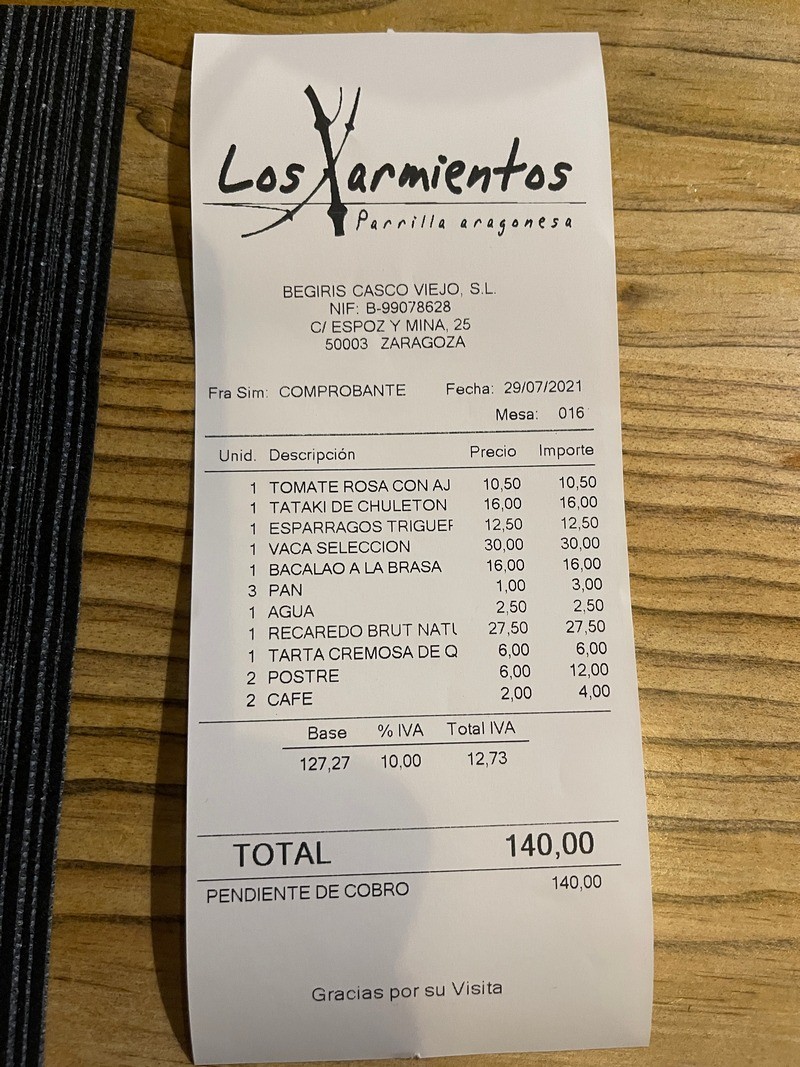 Los Xarmientos
Parrilla aragonesa
BEGIRIS CASCO VIEJO, S.L.
NIF: B-99078628
C/ ESPOZ Y MINA, 25
50003 ZARAGOZA
Fra Sim: COMPROBANTE Fecha: 29/07/2021
Mesa: 016
Unid. Descripción Precio Importe
1 TOMATE ROSA CON AJ 10,50 10,50
1 TATAKI DE CHULETON 16,00 16,00
1 ESPARRAGOS TRIGUER 12,50 12,50
1 VACA SELECCION 30,00 30,00
1 BACALAO A LA BRASA 16,00 16,00
3 PAN 1,00 3,00
1 AGUA 2,50 2,50
1 RECAREDO BRUT NATU 27,50 27,50
1 TARTA CREMOSA DE Q 6,00 6,00
2 POSTRE 6,00 12,00
2 CAFE 2,00 4,00
Base % IVA Total IVA
127,27 10,00 12,73
TOTAL 140,00
PENDIENTE DE COBRO 140,00
Gracias por su Visita